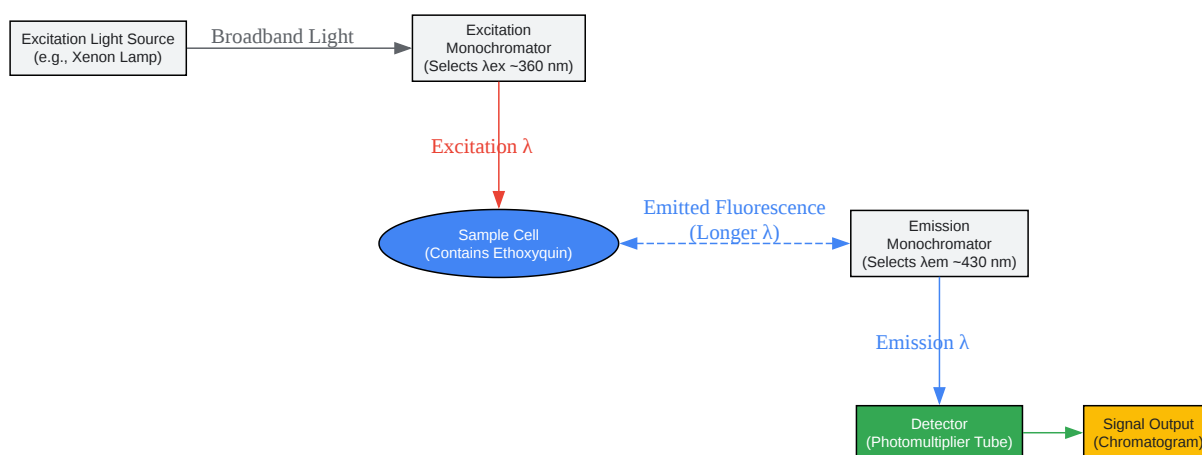 Excitation Light Source
(e.g., Xenon Lamp)
Broadband Light
Excitation
Monochromator
(Selects λex ~360 nm)
Excitation λ
Sample Cell
(Contains Ethoxyquin)
Emitted Fluorescence
(Longer λ)
Emission
Monochromator
(Selects λem ~430 nm)
Emission λ
Detector
(Photomultiplier Tube)
Signal Output
(Chromatogram)